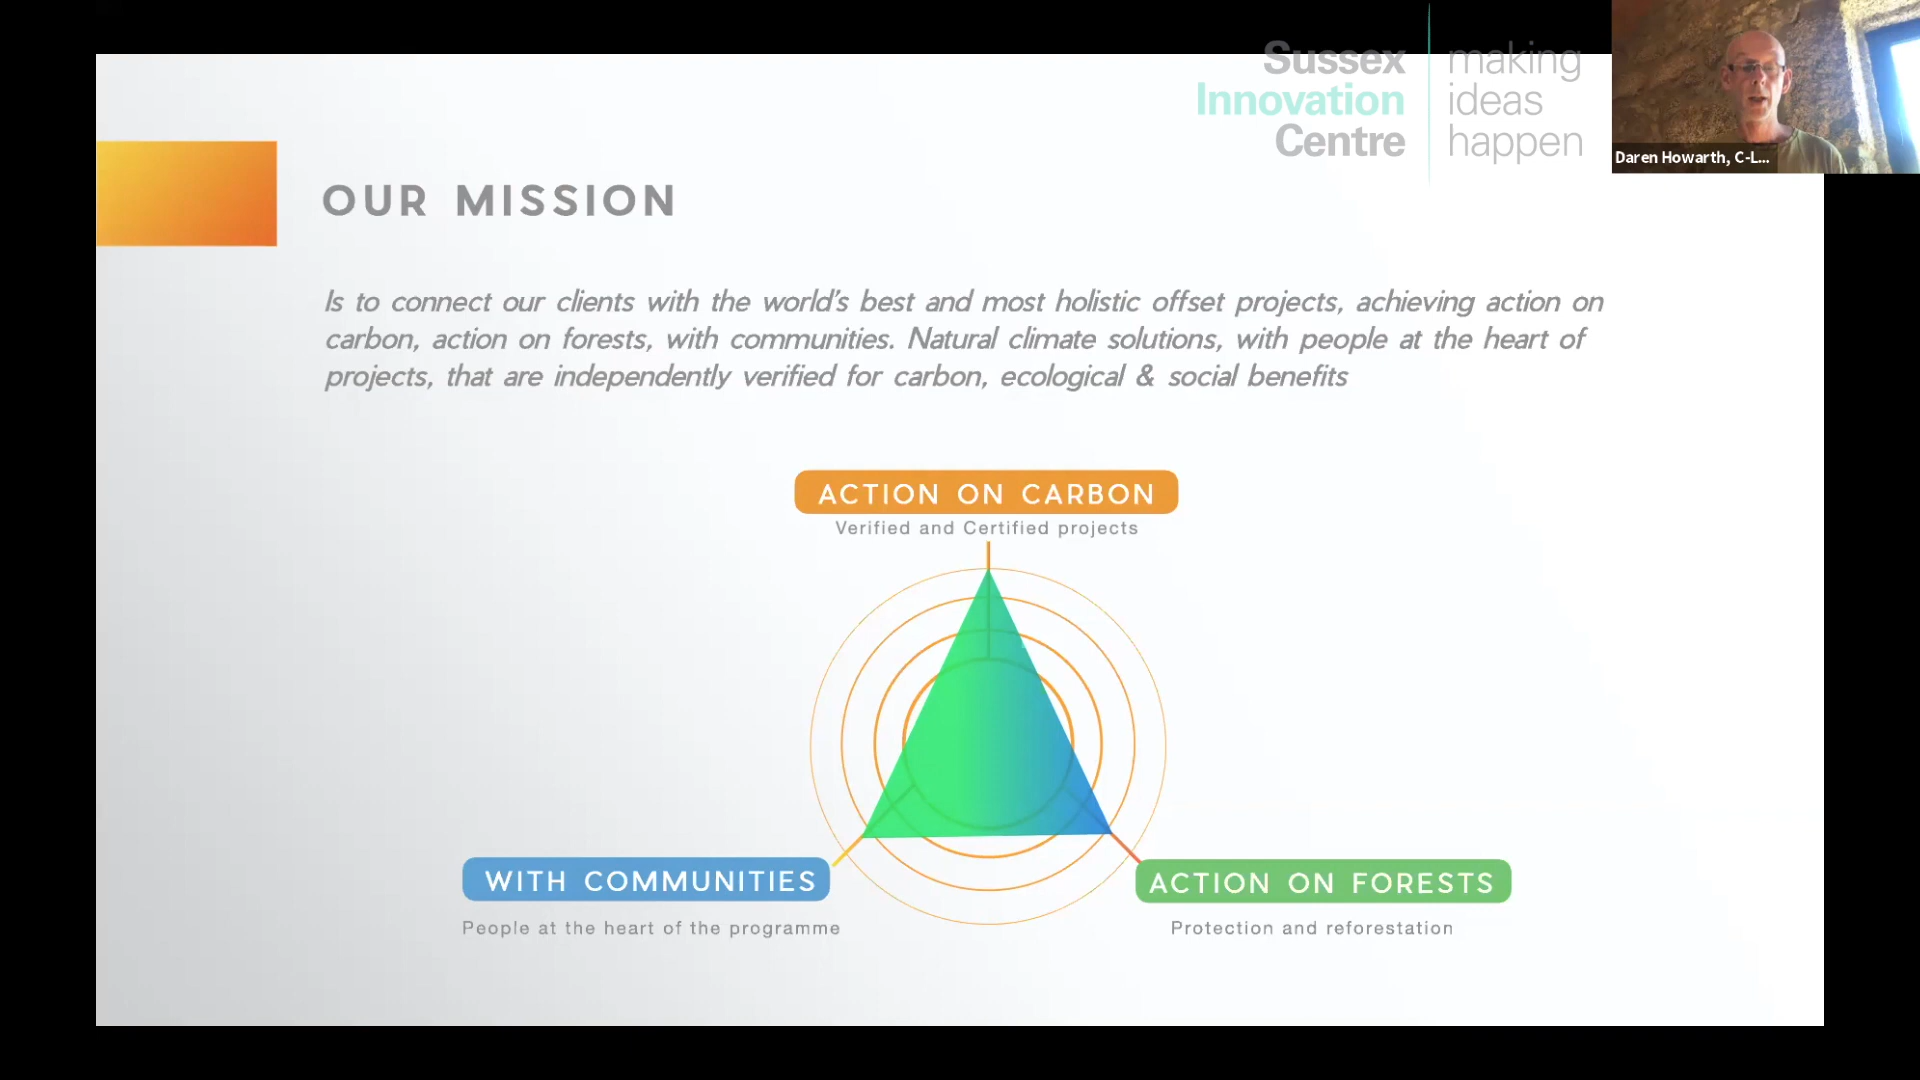 Sussex
Innovation
Centre
making
ideas
happen
Daren Howarth, C-L...
OUR MISSION
Is to connect our clients with the world's best and most holistic offset projects, achieving action on
carbon, action on forests, with communities. Natural climate solutions, with people at the heart of
projects, that are independently verified for carbon, ecological & social benefits
ACTION ON CARBON
Verified and Certified projects
WITH COMMUNITIES
People at the heart of the programme
ACTION ON FORESTS
Protection and reforestation